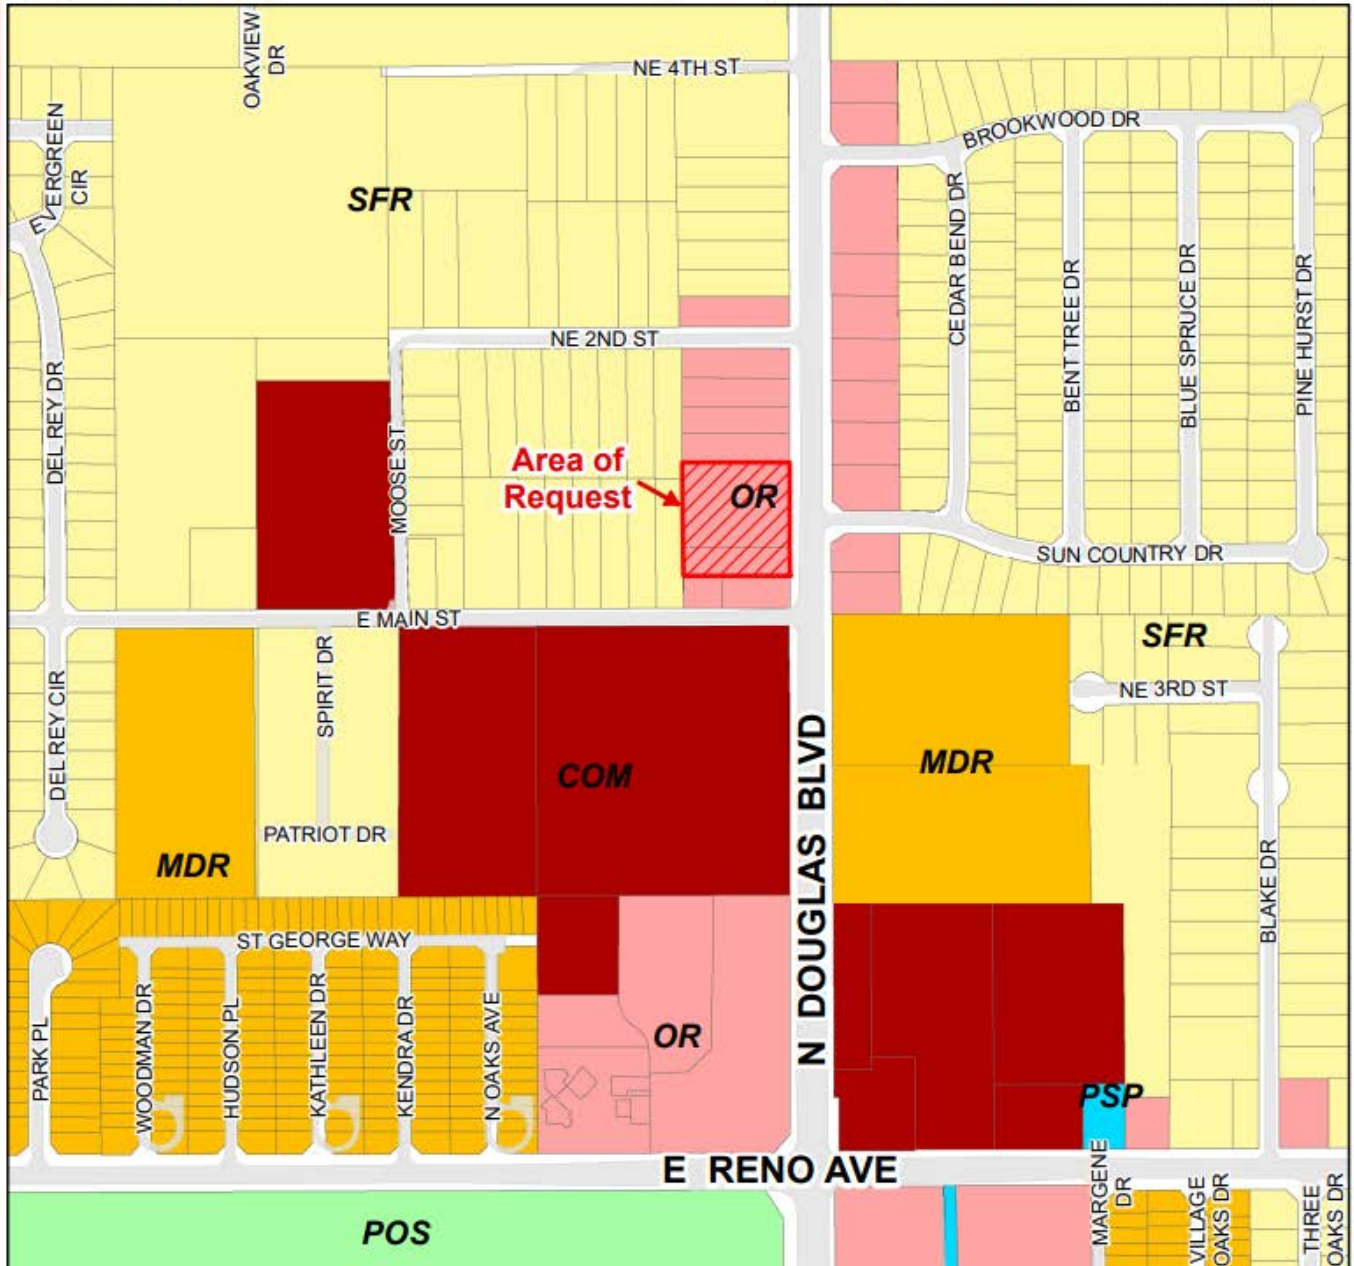 OAKVIEW
DR
NE 4TH ST
EVERGREEN
CIR
BROOKWOOD DR
SFR
CEDAR BEND DR
BENT TREE DR
BLUE SPRUCE DR
PINE HURST DR
NE 2ND ST
DEL REY DR
MOOSE ST
Area of
Request
OR
SUN COUNTRY DR
E MAIN ST
SPIRIT DR
SFR
NE 3RD ST
DEL REY CIR
COM
N DOUGLAS BLVD
MDR
PATRIOT DR
MDR
BLAKE DR
ST GEORGE WAY
PARK PL
WOODMAN DR
HUDSON PL
KATHLEEN DR
KENDRA DR
N OAKS AVE
OR
PSP
E RENO AVE
MARGENE
DR
VILLAGE
OAKS DR
THREE
OAKS DR
POS